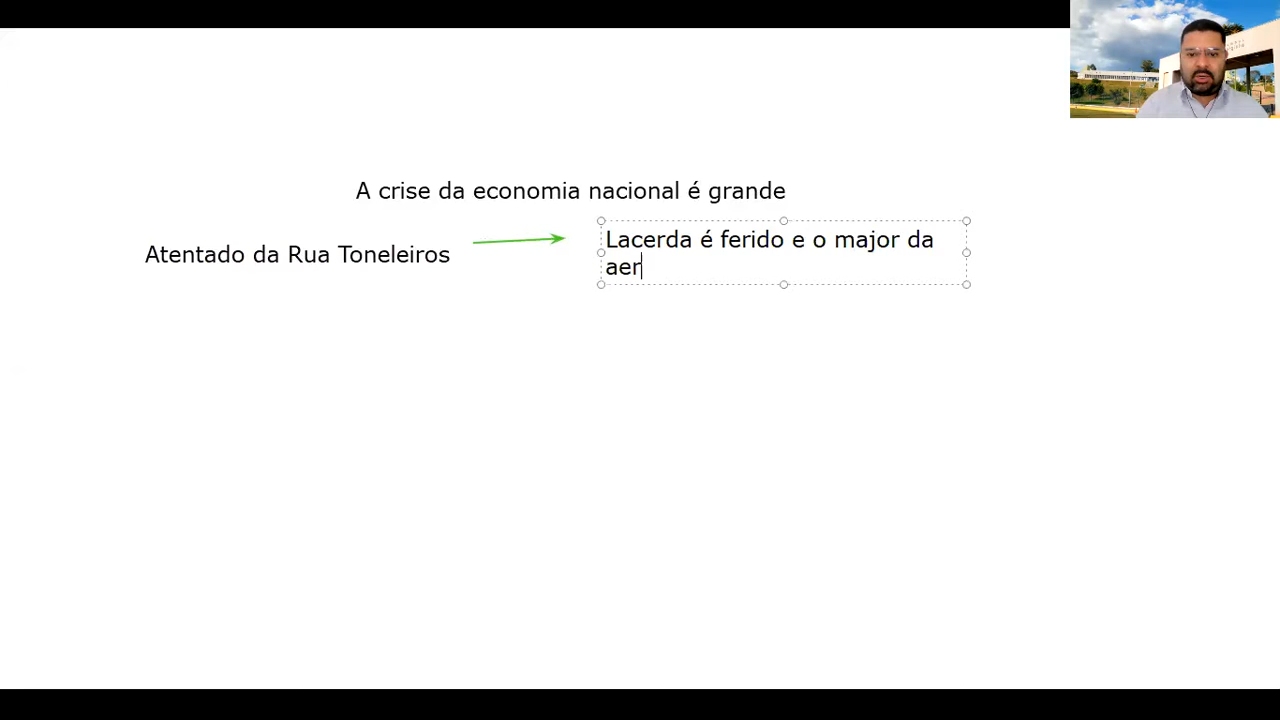 A crise da economia nacional é grande
Atentado da Rua Toneleiros
Lacerda é ferido e o major da
aer